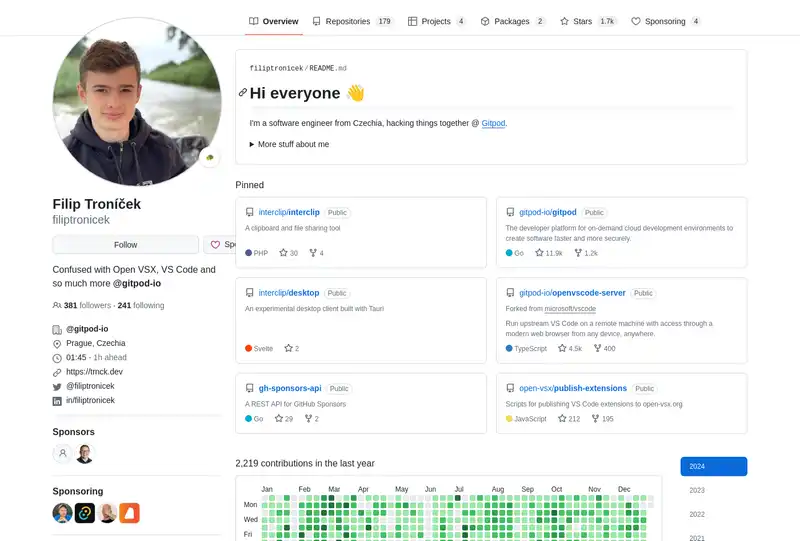 Overview
Repositories 179
Projects 4
Packages 2
Stars 1.7k
Sponsoring 4
Filip Troníček
filiptronicek
Follow
Confused with Open VSX, VS Code and
so much more @gitpod-io
381 followers · 241 following
@gitpod-io
Prague, Czechia
01:45 - 1h ahead
https://trnck.dev
@filiptronicek
in/filiptronicek
Sponsors
Sponsoring
filiptronicek / README.md
Hi everyone 👋
I'm a software engineer from Czechia, hacking things together @ Gitpod.
More stuff about me
Pinned
interclip/interclip Public
A clipboard and file sharing tool
PHP 30 4
gitpod-io/gitpod Public
The developer platform for on-demand cloud development environments to
create software faster and more securely.
Go 11.9k 1.2k
interclip/desktop Public
An experimental desktop client built with Tauri
Svelte 2
gitpod-io/openvscode-server Public
Forked from microsoft/vscode
Run upstream VS Code on a remote machine with access through a
modern web browser from any device, anywhere.
TypeScript 4.5k 400
gh-sponsors-api Public
A REST API for GitHub Sponsors
Go 29 2
open-vsx/publish-extensions Public
Scripts for publishing VS Code extensions to open-vsx.org
JavaScript 212 195
2,219 contributions in the last year
Jan Feb Mar Apr May Jun Jul Aug Sep Oct Nov Dec
Mon
Wed
Fri
2024
2023
2022
2021